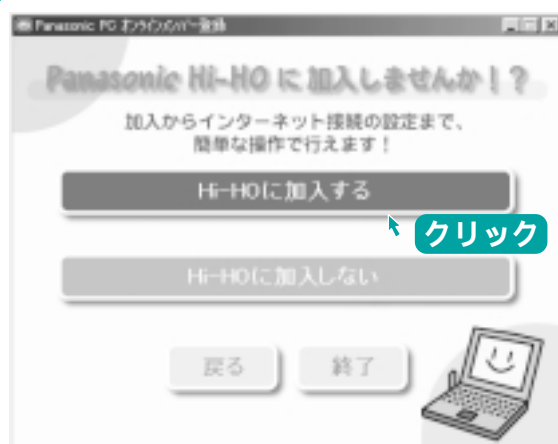 Panasonic PC オンラインメンバー登録
Panasonic Hi-HO に加入しませんか！？
加入からインターネット接続の設定まで、
簡単な操作で行えます！
Hi-HOに加入する
クリック
Hi-HOに加入しない
戻る 終了